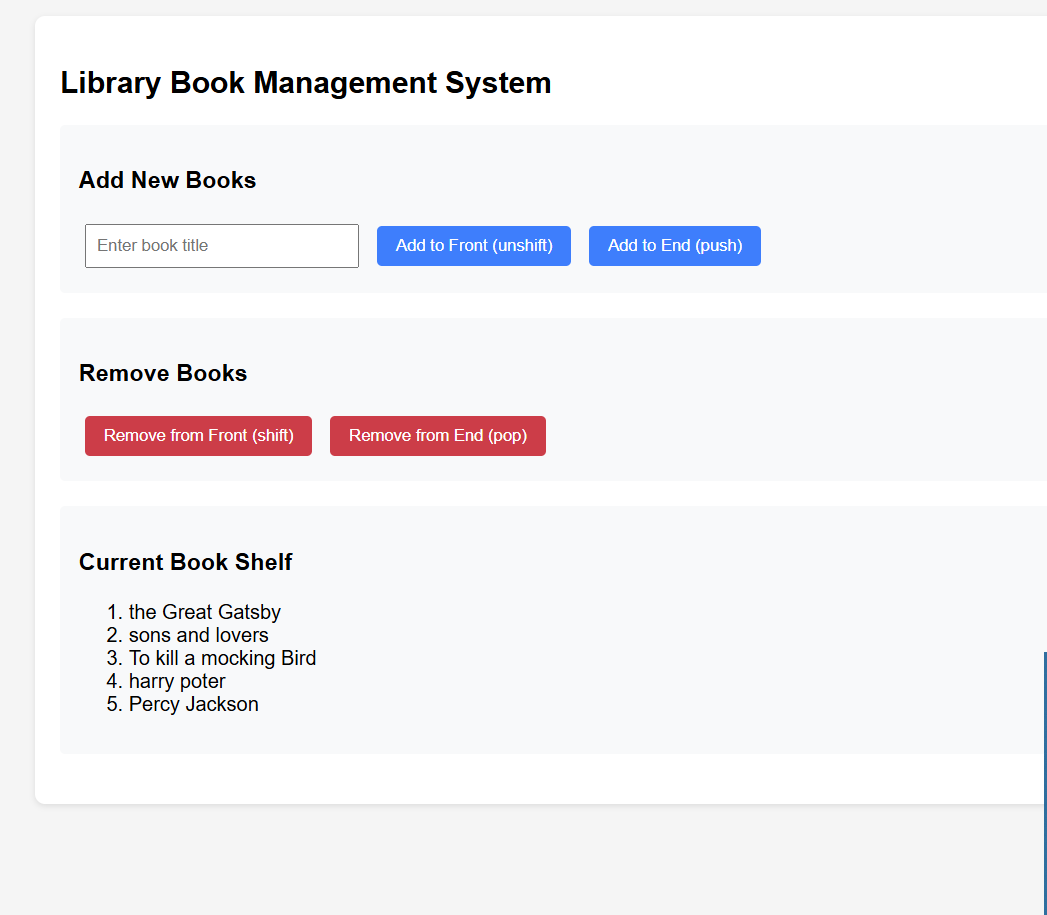 Library Book Management System
Add New Books
Enter book title
Add to Front (unshift)
Add to End (push)
Remove Books
Remove from Front (shift)
Remove from End (pop)
Current Book Shelf
1. the Great Gatsby
2. sons and lovers
3. To kill a mocking Bird
4. harry poter
5. Percy Jackson